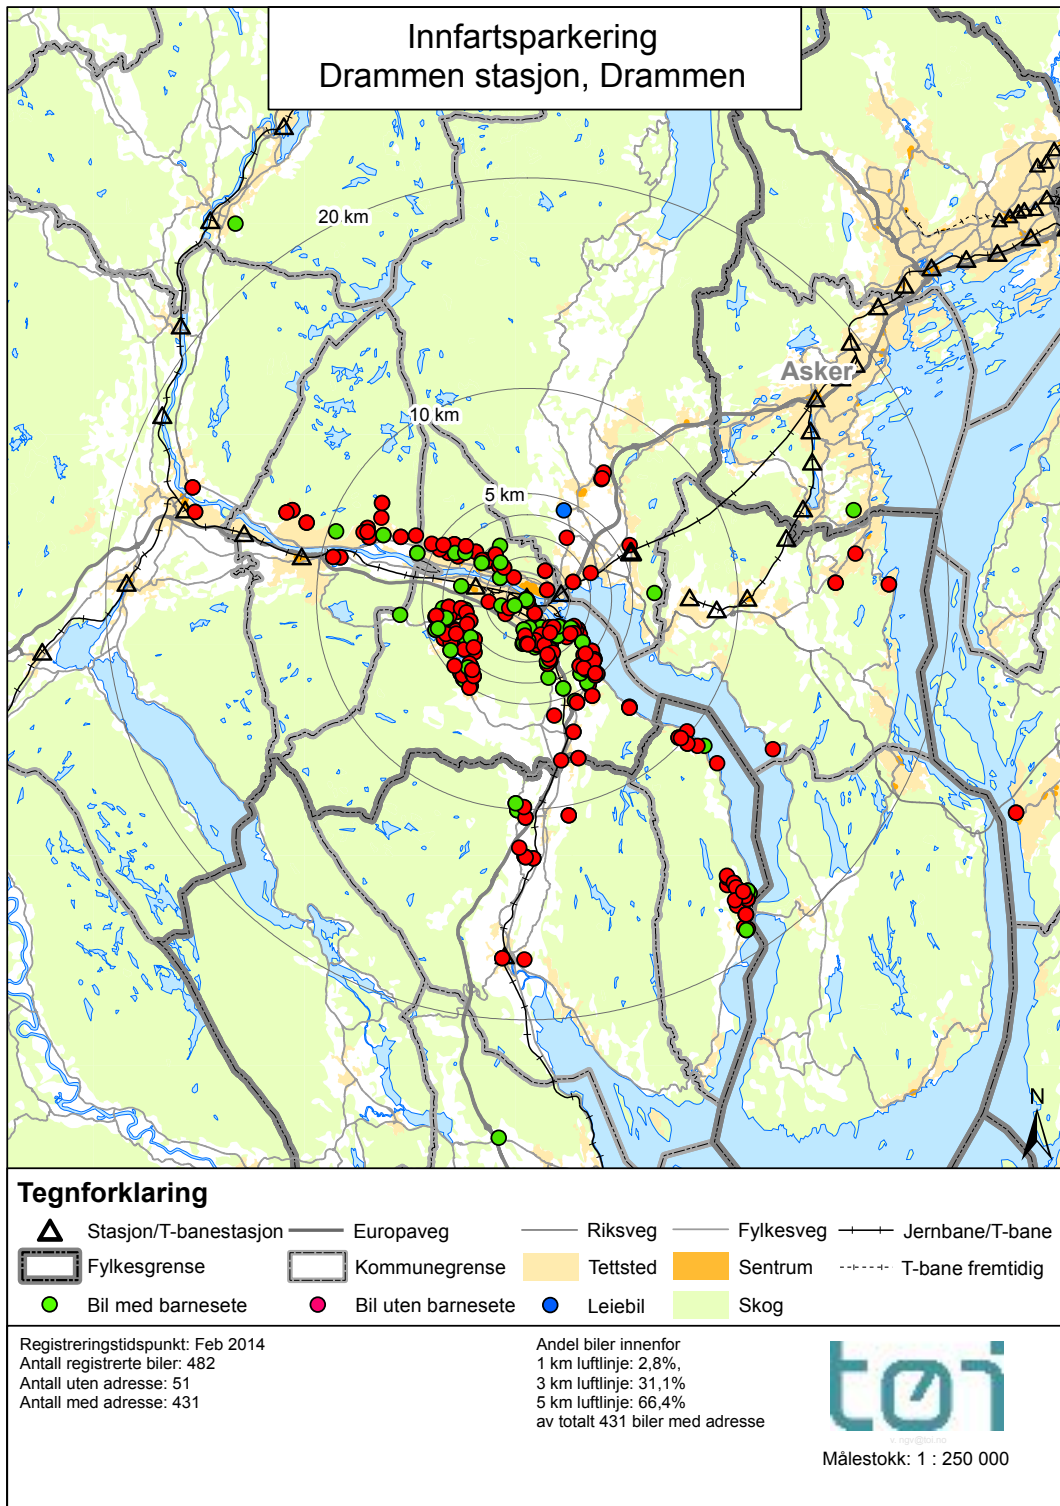 Innfartsparkering
Drammen stasjon, Drammen
20 km
10 km
5 km
Asker
N
Tegnforklaring
Stasjon/T-banestasjon
Europaveg
Riksveg
Fylkesveg
Jernbane/T-bane
Fylkesgrense
Kommunegrense
Tettsted
Sentrum
T-bane fremtidig
Bil med barnesete
Bil uten barnesete
Leiebil
Skog
Registreringstidspunkt: Feb 2014
Antall registrerte biler: 482
Antall uten adresse: 51
Antall med adresse: 431
Andel biler innenfor
1 km luftlinje: 2,8%,
3 km luftlinje: 31,1%
5 km luftlinje: 66,4%
av totalt 431 biler med adresse
tøi
Målestokk: 1 : 250 000